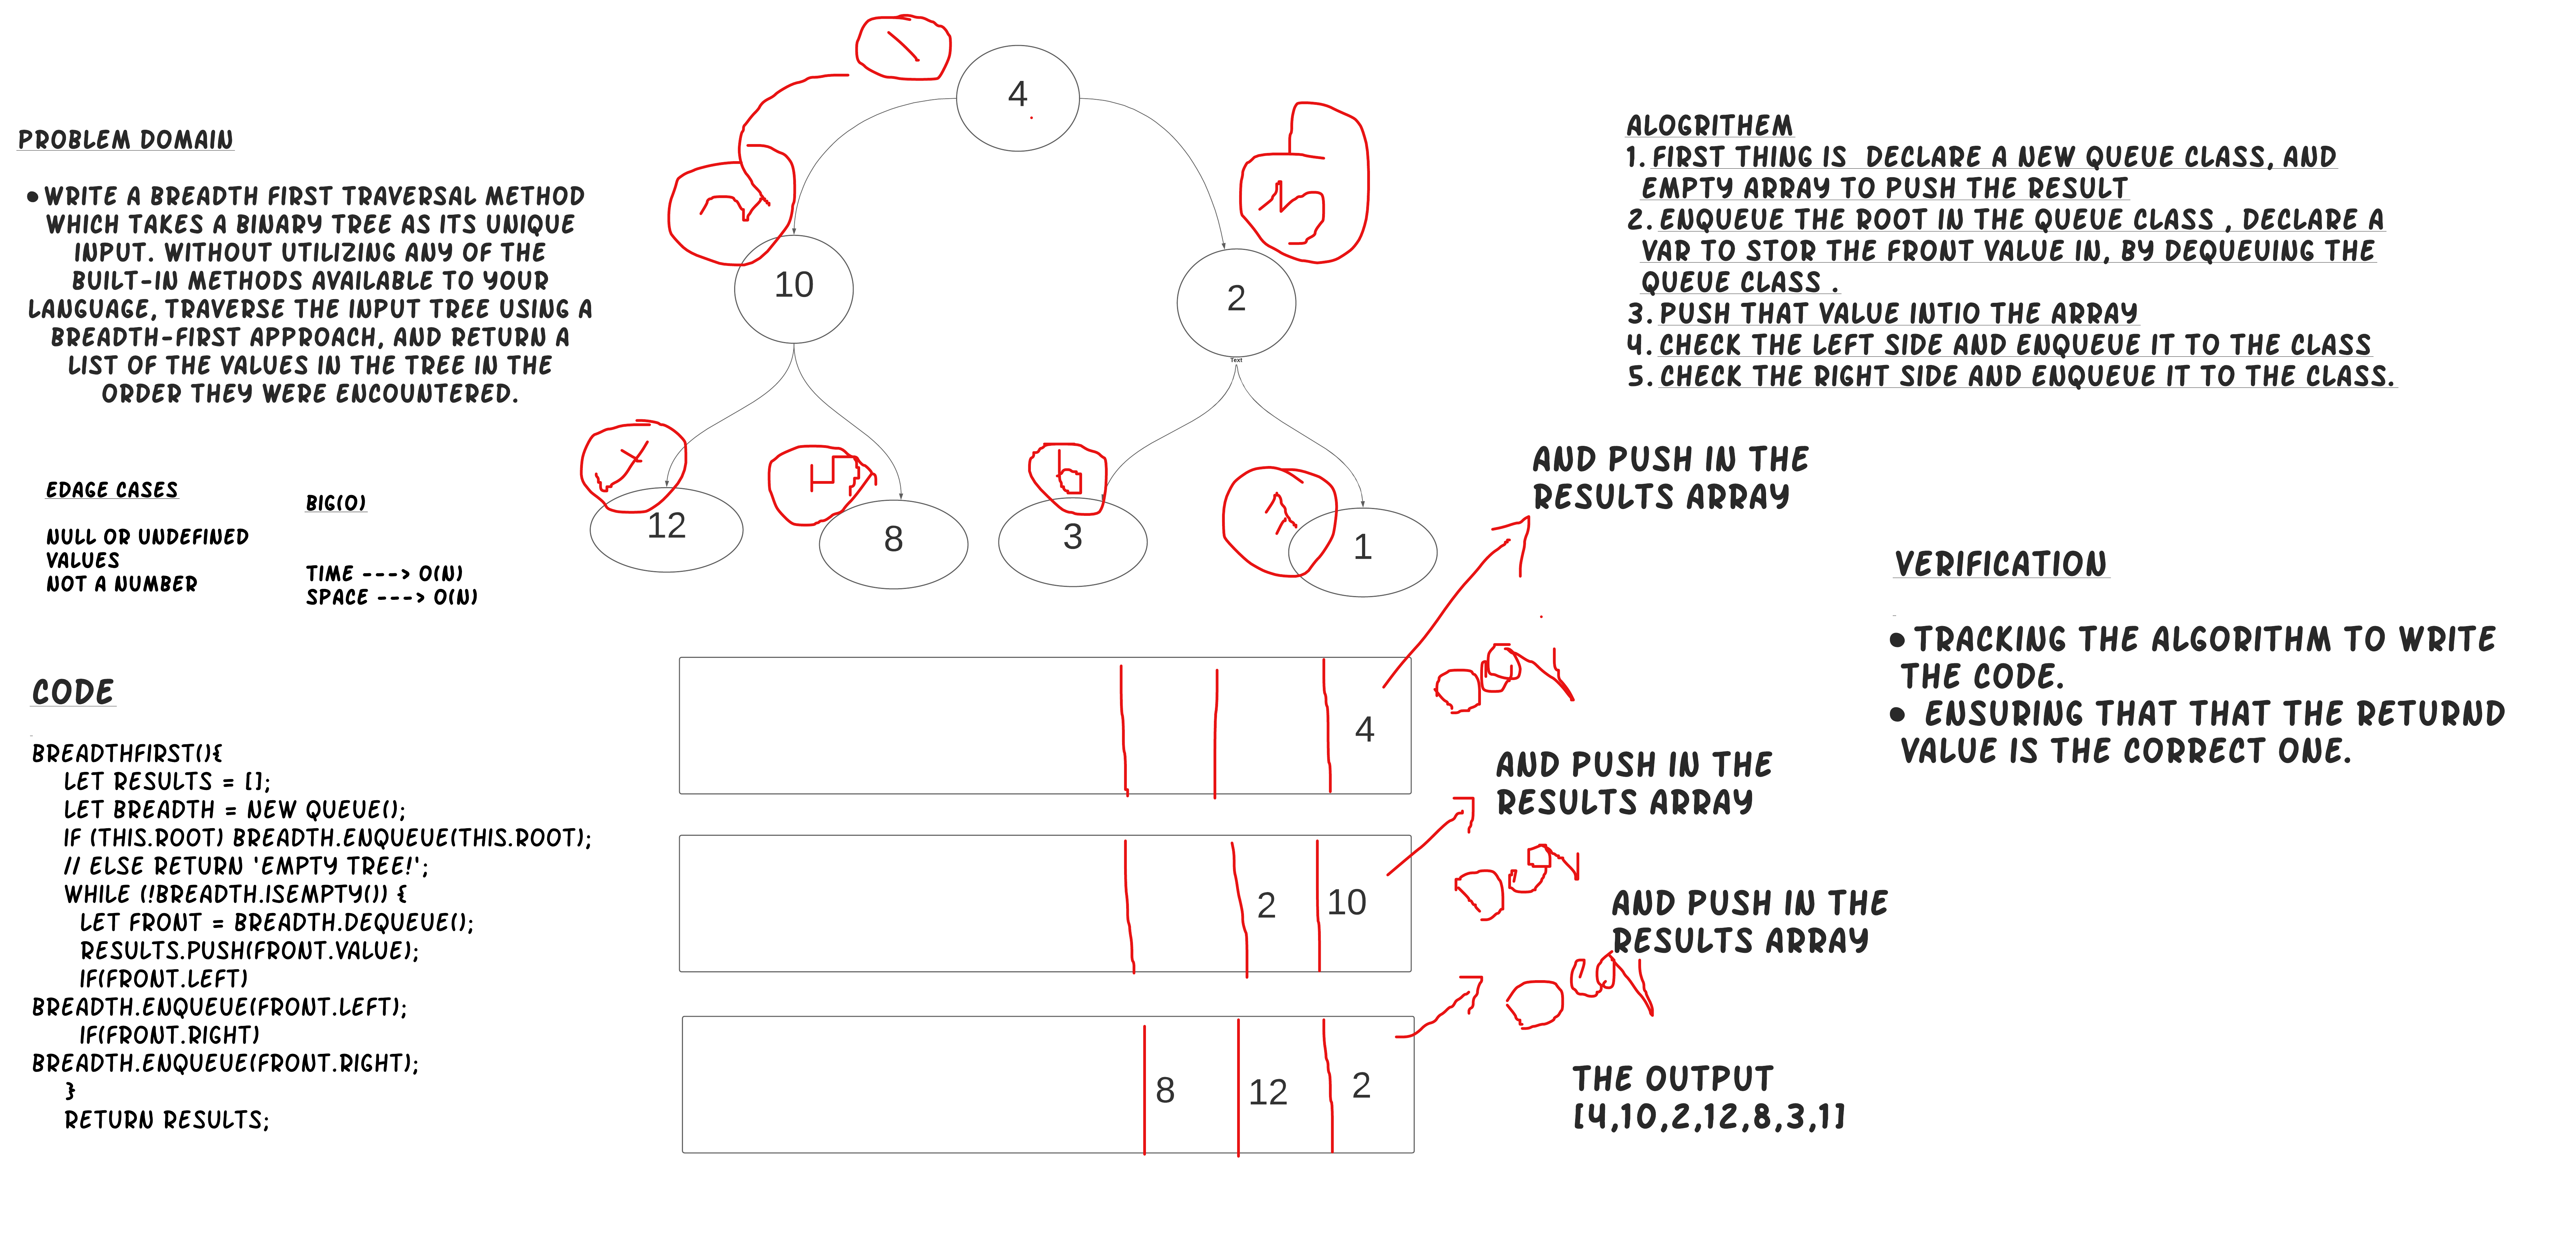 PROBLEM DOMAIN
•WRITE A BREADTH FIRST TRAVERSAL METHOD
WHICH TAKES A BINARY TREE AS ITS UNIQUE
INPUT. WITHOUT UTILIZING ANY OF THE
BUILT-IN METHODS AVAILABLE TO YOUR
LANGUAGE, TRAVERSE THE INPUT TREE USING A
BREADTH-FIRST APPROACH, AND RETURN A
LIST OF THE VALUES IN THE TREE IN THE
ORDER THEY WERE ENCOUNTERED.
EDAGE CASES
NULL OR UNDEFINED
VALUES
NOT A NUMBER
BIG(O)
TIME ---> O(N)
SPACE ---> O(N)
CODE
BREADTHFIRST(){
LET RESULTS = [];
LET BREADTH = NEW QUEUE();
IF (THIS.ROOT) BREADTH.ENQUEUE(THIS.ROOT);
// ELSE RETURN 'EMPTY TREE!';
WHILE (!BREADTH.ISEMPTY()) {
LET FRONT = BREADTH.DEQUEUE();
RESULTS.PUSH(FRONT.VALUE);
IF(FRONT.LEFT)
BREADTH.ENQUEUE(FRONT.LEFT);
IF(FRONT.RIGHT)
BREADTH.ENQUEUE(FRONT.RIGHT);
}
RETURN RESULTS;
4
10
2
Text
12
8
3
1
6
4
2 10
8 12 2
ALOGRITHEM
1. FIRST THING IS DECLARE A NEW QUEUE CLASS, AND
EMPTY ARRAY TO PUSH THE RESULT
2. ENQUEUE THE ROOT IN THE QUEUE CLASS , DECLARE A
VAR TO STOR THE FRONT VALUE IN, BY DEQUEUING THE
QUEUE CLASS .
3. PUSH THAT VALUE INTIO THE ARRAY
4. CHECK THE LEFT SIDE AND ENQUEUE IT TO THE CLASS
5. CHECK THE RIGHT SIDE AND ENQUEUE IT TO THE CLASS.
AND PUSH IN THE
RESULTS ARRAY
AND PUSH IN THE
RESULTS ARRAY
AND PUSH IN THE
RESULTS ARRAY
THE OUTPUT
[4,10,2,12,8,3,1]
VERIFICATION
• TRACKING THE ALGORITHM TO WRITE
THE CODE.
• ENSURING THAT THAT THE RETURND
VALUE IS THE CORRECT ONE.